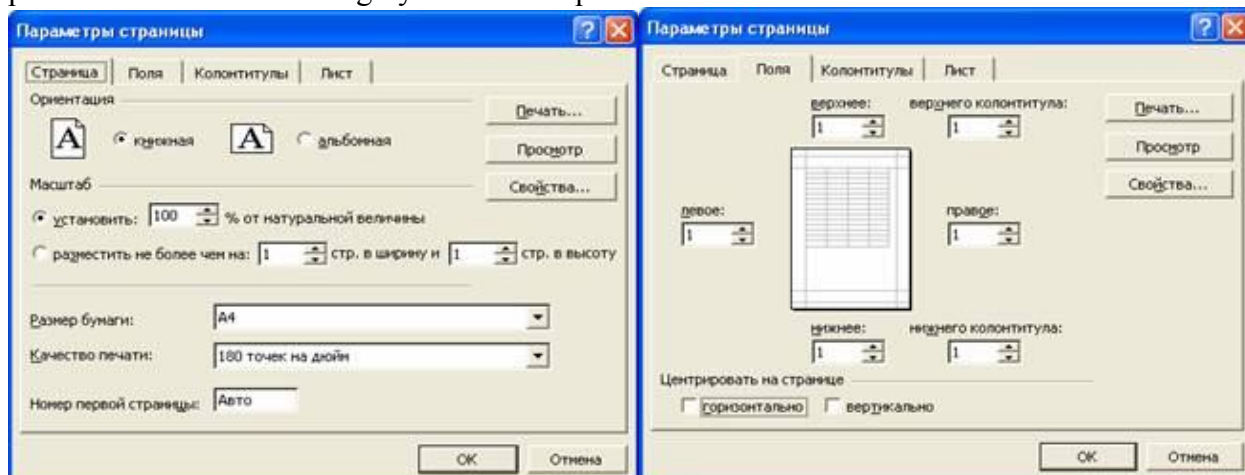 Параметры страницы
Страница Поля Колонтитулы Лист
Ориентация
A книжная A альбомная
Печать...
Просмотр
Масштаб
Свойства...
установить: 100 % от натуральной величины
разместить не более чем на: 1 стр. в ширину и 1 стр. в высоту
Размер бумаги: A4
Качество печати: 180 точек на дюйм
Номер первой страницы: Авто
ОК Отмена
Параметры страницы
Страница Поля Колонтитулы Лист
верхнее: верхнего колонтитула:
1 1
Печать...
Просмотр
Свойства...
левое: правое:
1 1
нижнее: нижнего колонтитула:
1 1
Центрировать на странице
горизонтально вертикально
ОК Отмена